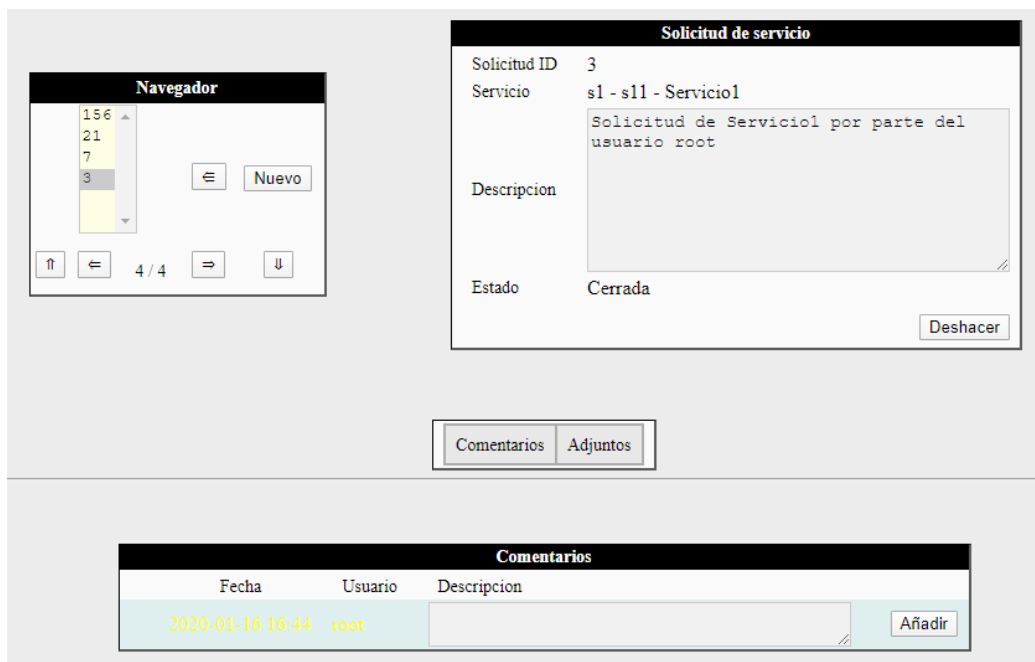 Navegador
156
21
7
3
⋹ Nuevo
⇑ ⇐ 4 / 4 ⇒ ⇓
Solicitud de servicio
Solicitud ID 3
Servicio s1 - s11 - Servicio1
Descripcion
Solicitud de Servicio1 por parte del
usuario root
Estado Cerrada
Deshacer
Comentarios Adjuntos
Comentarios
Fecha Usuario Descripcion
2020-01-16 16:44 root Añadir